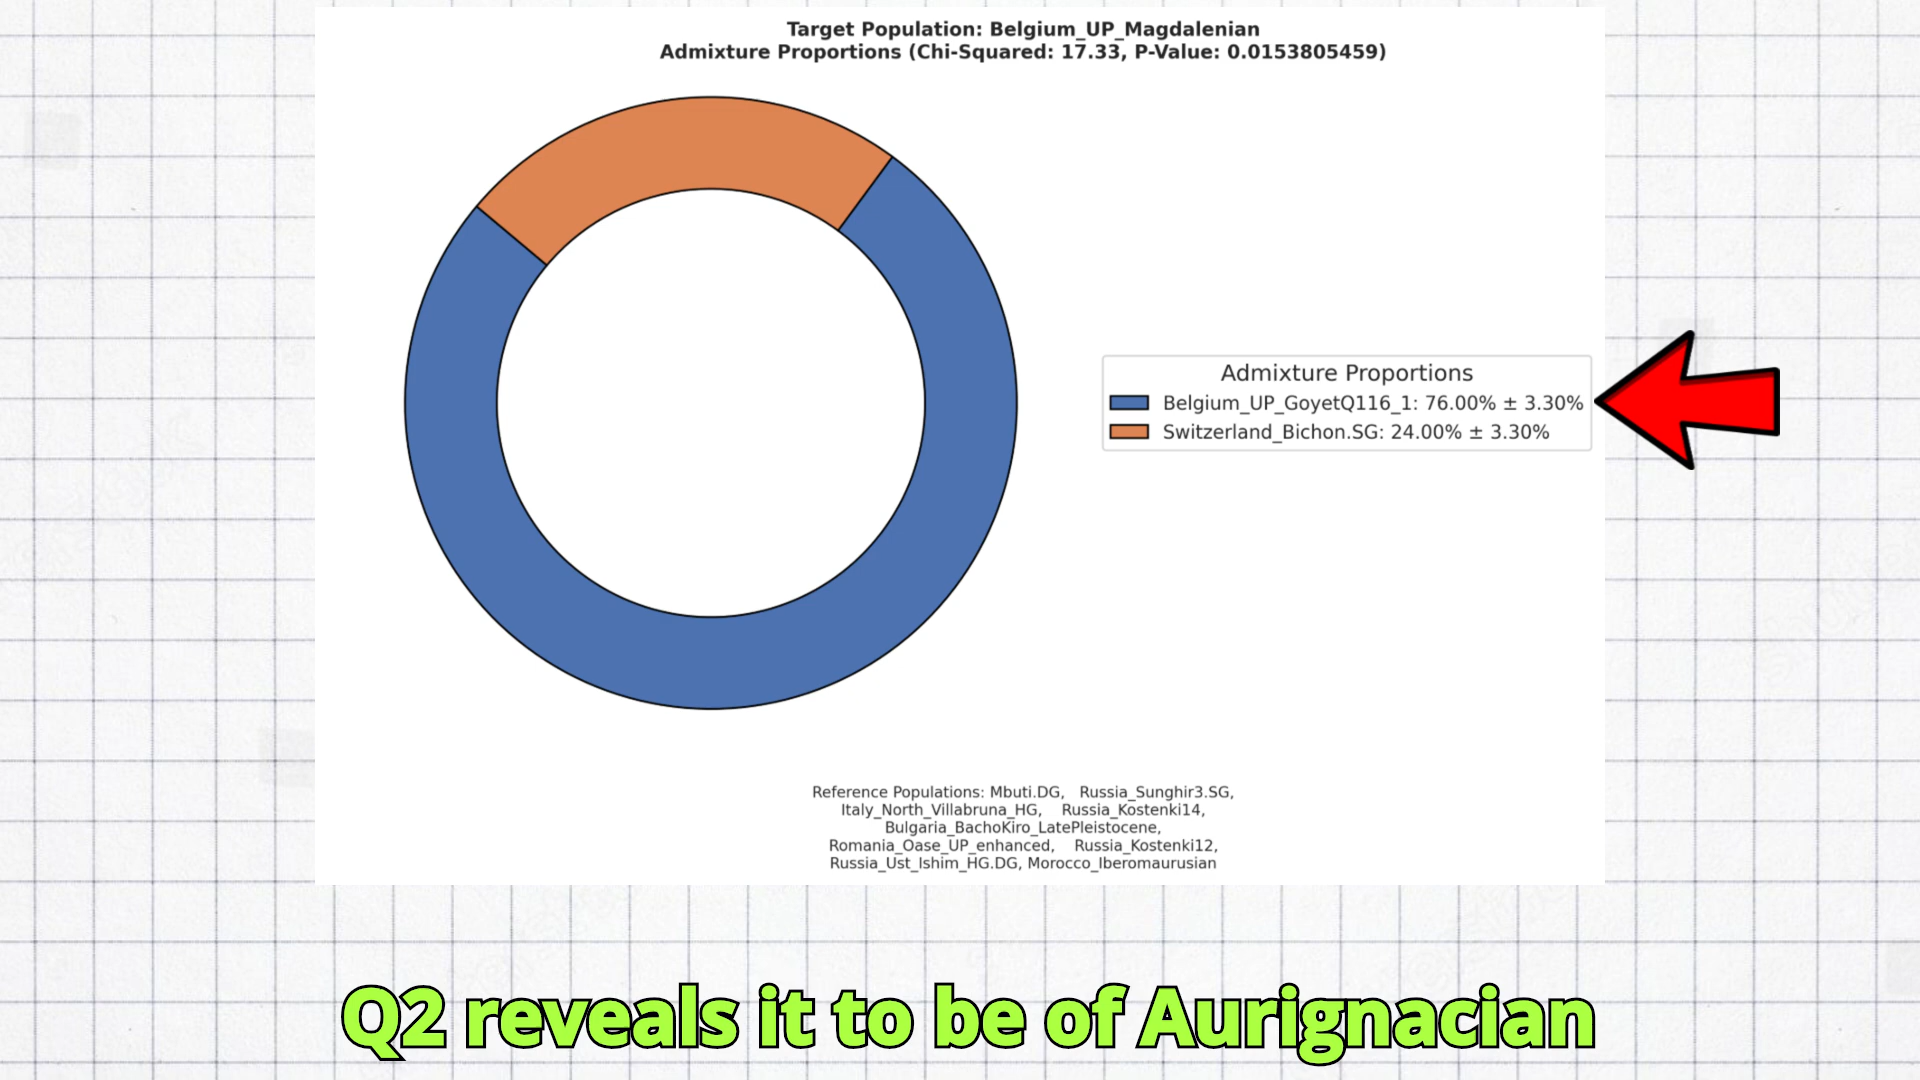 Target Population: Belgium_UP_Magdalenian
Admixture Proportions (Chi-Squared: 17.33, P-Value: 0.0153805459)
Admixture Proportions
Belgium_UP_GoyetQ116_1: 76.00% ± 3.30%
Switzerland_Bichon.SG: 24.00% ± 3.30%
Reference Populations: Mbuti.DG, Russia_Sunghir3.SG,
Italy_North_Villabruna_HG, Russia_Kostenki14,
Bulgaria_BachoKiro_LatePleistocene,
Romania_Oase_UP_enhanced, Russia_Kostenki12,
Russia_Ust_Ishim_HG.DG, Morocco_Iberomaurusian
Q2 reveals it to be of Aurignacian